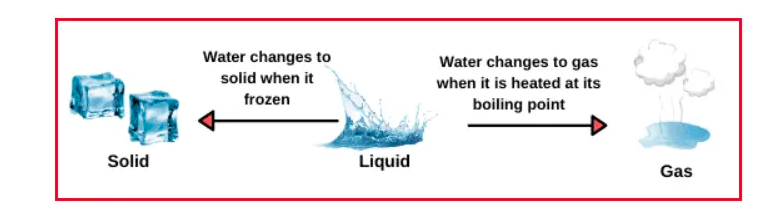 Water changes to
solid when it
frozen
Water changes to gas
when it is heated at its
boiling point
Solid
Liquid
Gas